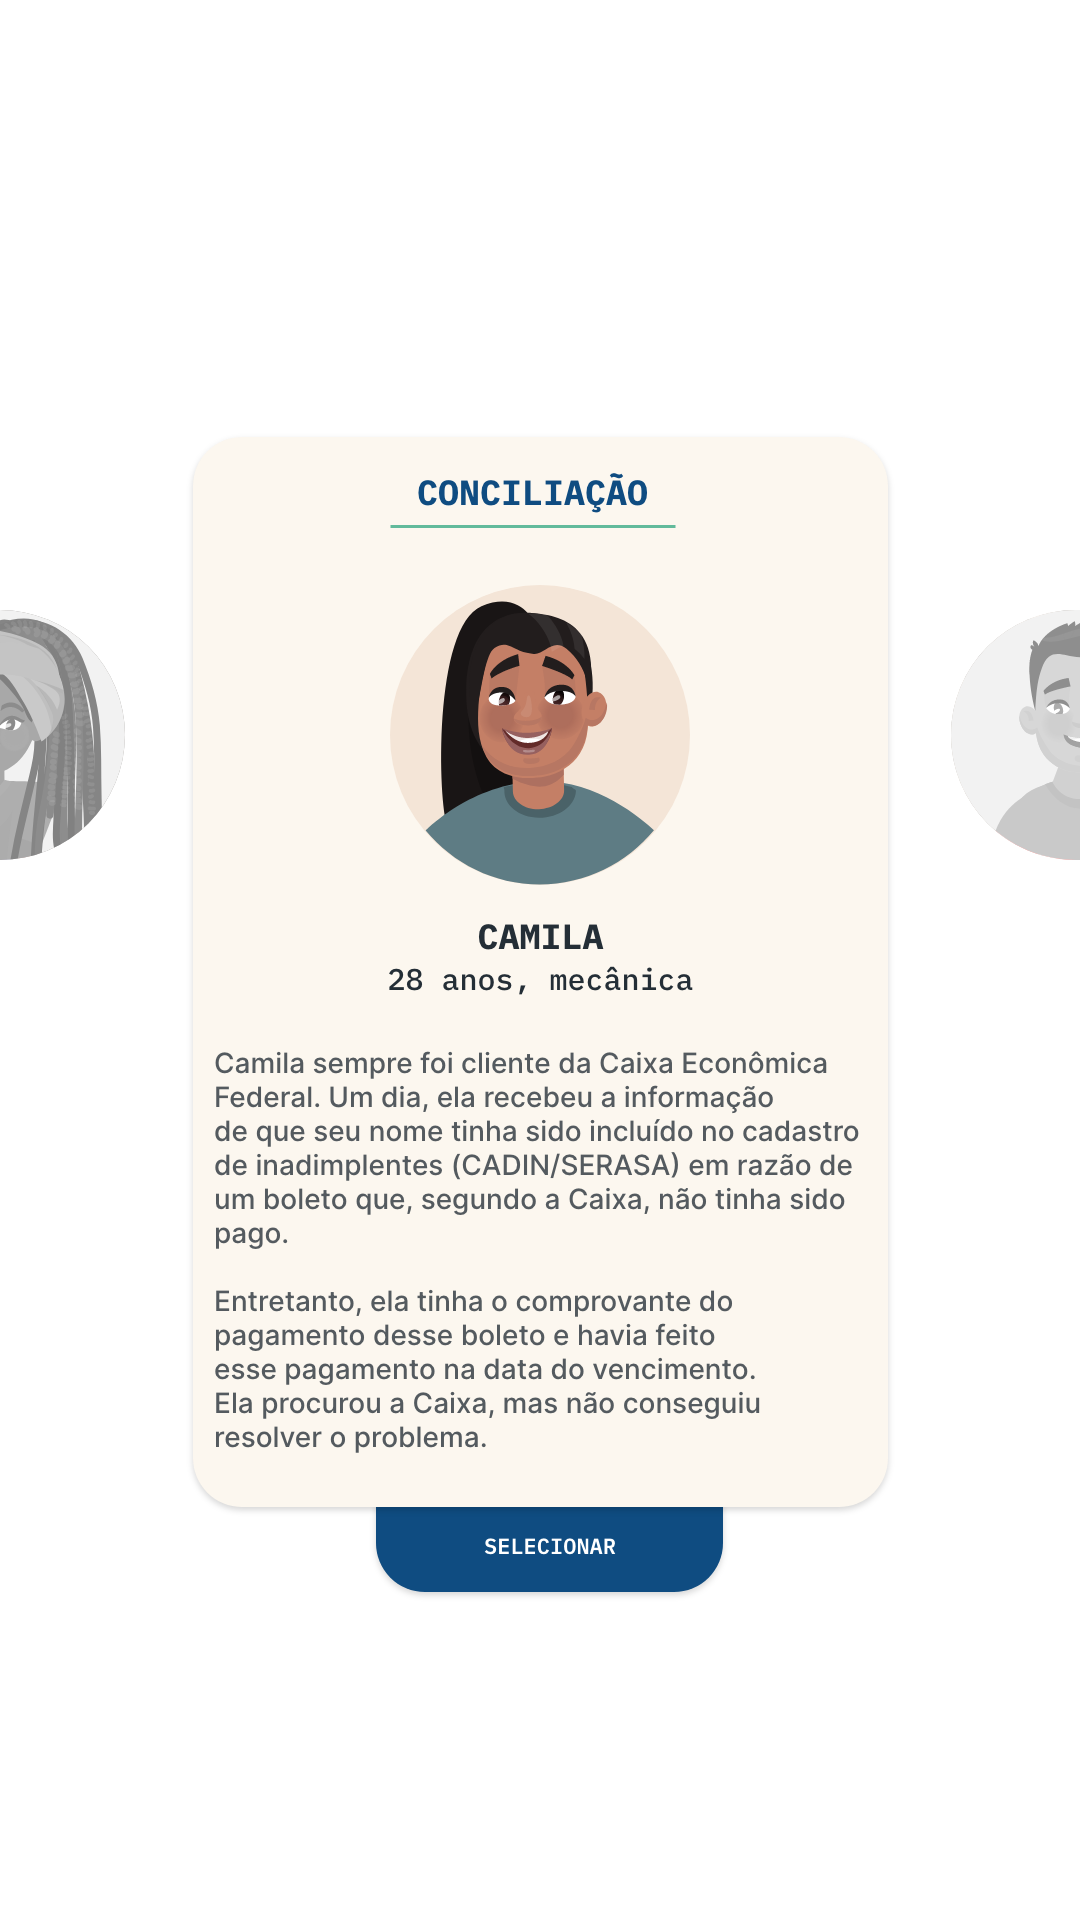 CONCILIAÇÃO
CAMILA
28 anos, mecânica
Camila sempre foi cliente da Caixa Econômica
Federal. Um dia, ela recebeu a informação
de que seu nome tinha sido incluído no cadastro
de inadimplentes (CADIN/SERASA) em razão de
um boleto que, segundo a Caixa, não tinha sido
pago.
Entretanto, ela tinha o comprovante do
pagamento desse boleto e havia feito
esse pagamento na data do vencimento.
Ela procurou a Caixa, mas não conseguiu
resolver o problema.
SELECIONAR